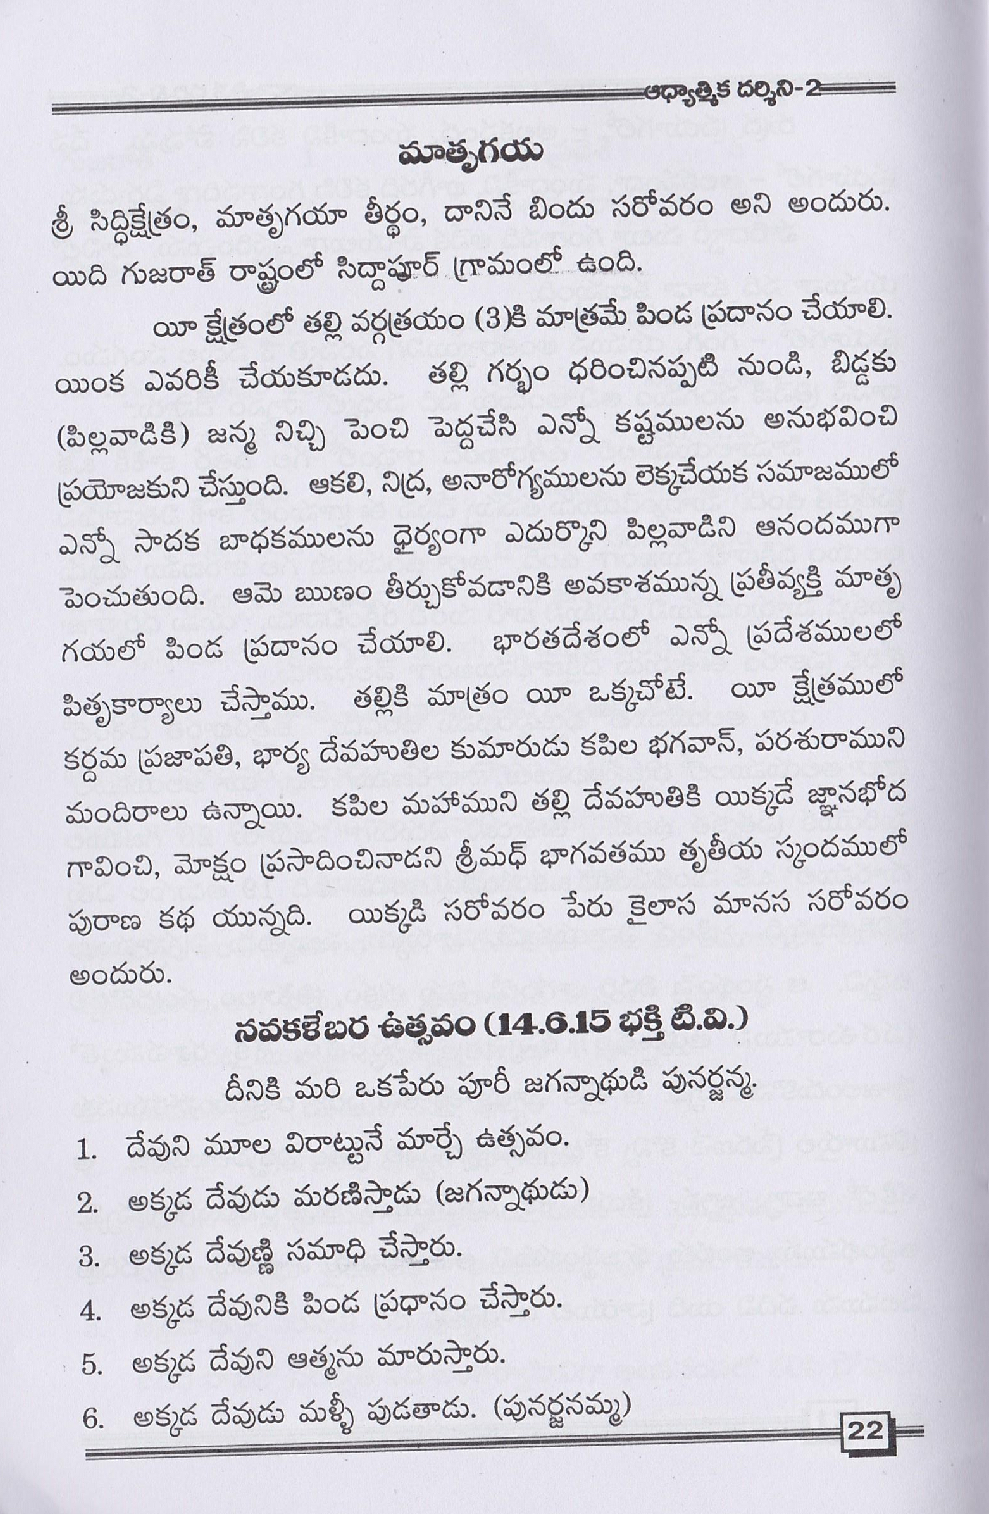 ఆధ్యాత్మిక దర్శిని-2
మాతృగయ
శ్రీ సిద్ధిక్షేత్రం, మాతృగయా తీర్థం, దానినే బిందు సరోవరం అని అందురు.
యిది గుజరాత్ రాష్ట్రంలో సిద్దాపూర్ గ్రామంలో ఉంది.
యీ క్షేత్రంలో తల్లి వర్గత్రయం (3)కి మాత్రమే పిండ ప్రదానం చేయాలి.
యింక ఎవరికీ చేయకూడదు. తల్లి గర్భం ధరించినప్పటి నుండి, బిడ్డకు
(పిల్లవాడికి) జన్మ నిచ్చి పెంచి పెద్దచేసి ఎన్నో కష్టములను అనుభవించి
ప్రయోజకుని చేస్తుంది. ఆకలి, నిద్ర, అనారోగ్యములను లెక్కచేయక సమాజములో
ఎన్నో సాదక బాధకములను ధైర్యంగా ఎదుర్కొని పిల్లవాడిని ఆనందముగా
పెంచుతుంది. ఆమె ఋణం తీర్చుకోవడానికి అవకాశమున్న ప్రతీవ్యక్తి మాతృ
గయలో పిండ ప్రదానం చేయాలి. భారతదేశంలో ఎన్నో ప్రదేశములలో
పితృకార్యాలు చేస్తాము. తల్లికి మాత్రం యీ ఒక్కచోటే. యీ క్షేత్రములో
కర్దమ ప్రజాపతి, భార్య దేవహుతిల కుమారుడు కపిల భగవాన్, పరశురాముని
మందిరాలు ఉన్నాయి. కపిల మహాముని తల్లి దేవహుతికి యిక్కడే జ్ఞానభోద
గావించి, మోక్షం ప్రసాదించినాడని శ్రీమధ్ భాగవతము తృతీయ స్కందములో
పురాణ కథ యున్నది. యిక్కడి సరోవరం పేరు కైలాస మానస సరోవరం
అందురు.
నవకళేబర ఉత్సవం (14.6.15 భక్తి టి.వి.)
దీనికి మరి ఒకపేరు పూరీ జగన్నాథుడి పునర్జన్మ.
1. దేవుని మూల విరాట్టునే మార్చే ఉత్సవం.
2. అక్కడ దేవుడు మరణిస్తాడు (జగన్నాథుడు)
3. అక్కడ దేవుణ్ణి సమాధి చేస్తారు.
4. అక్కడ దేవునికి పిండ ప్రధానం చేస్తారు.
5. అక్కడ దేవుని ఆత్మను మారుస్తారు.
6. అక్కడ దేవుడు మళ్ళీ పుడతాడు. (పునర్జనమ్మ)
22